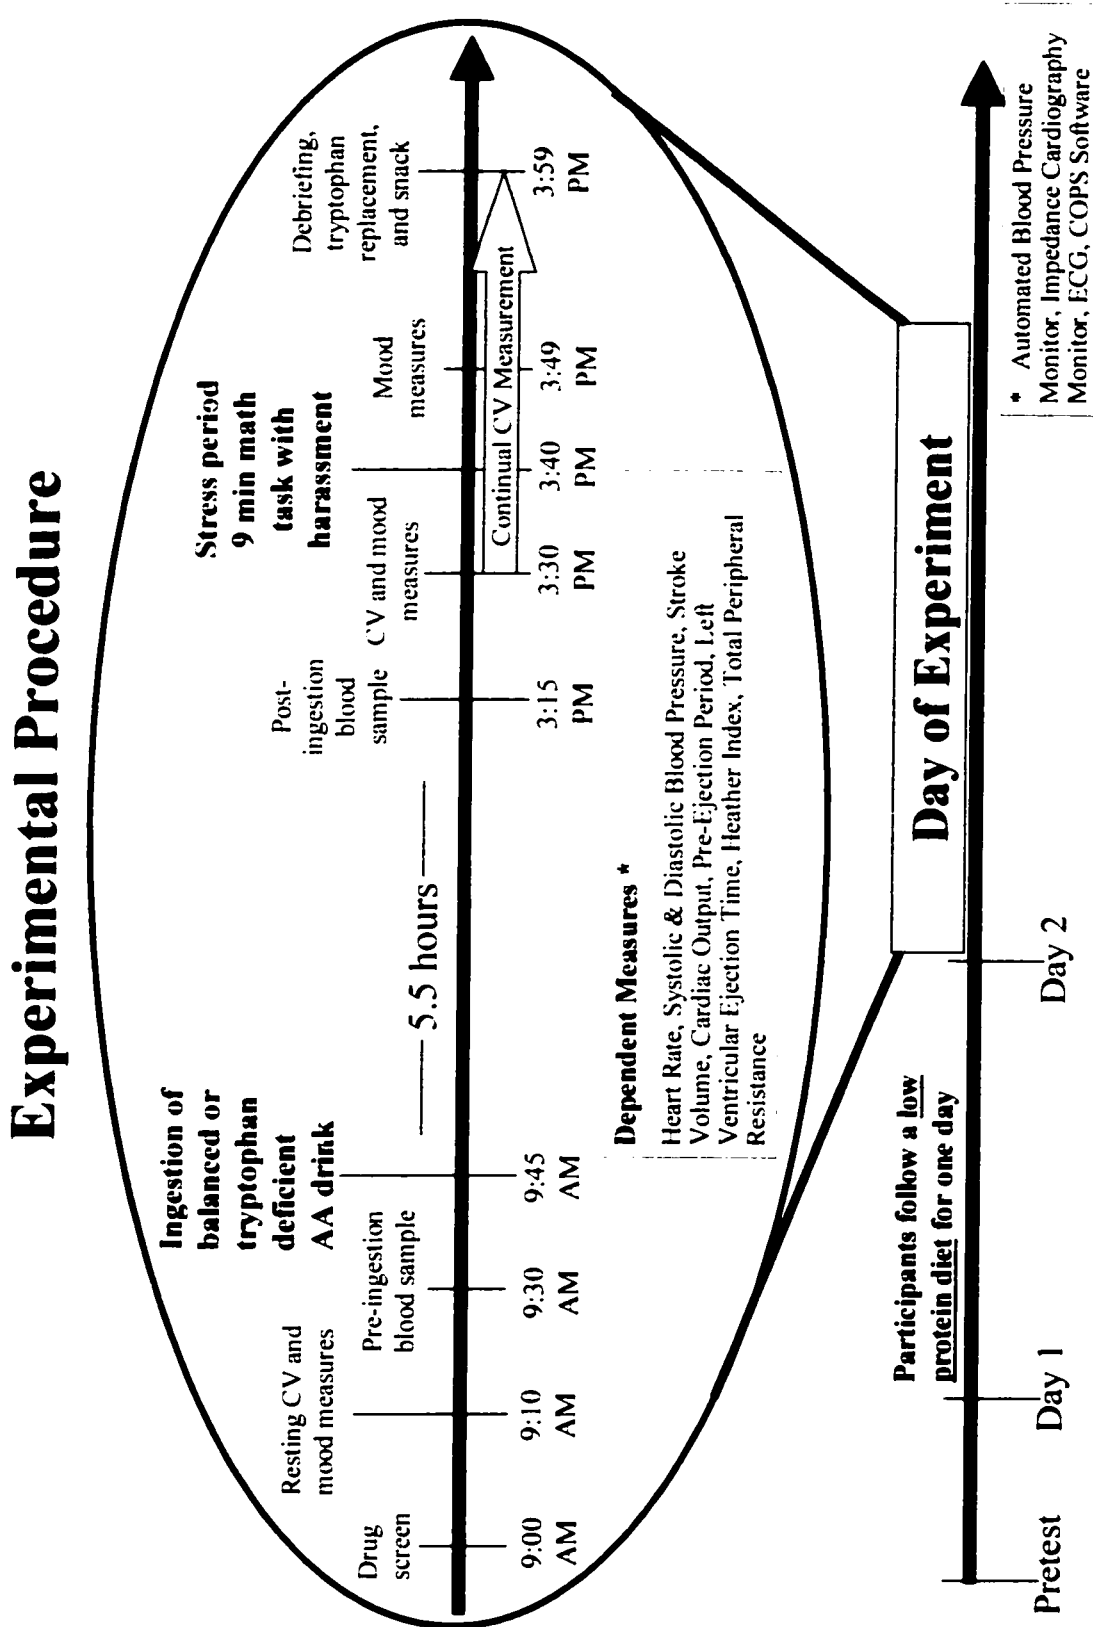 Experimental Procedure
Drug
screen
9:00
AM
Resting CV and
mood measures
9:10
AM
Pre-ingestion
blood sample
9:30
AM
Ingestion of
balanced or
tryptophan
deficient
AA drink
9:45
AM
5.5 hours
Post-
ingestion
blood
sample
3:15
PM
CV and mood
measures
3:30
PM
Stress period
9 min math
task with
harassment
3:40
PM
Mood
measures
3:49
PM
Debriefing,
tryptophan
replacement,
and snack
3:59
PM
Continual CV Measurement
Dependent Measures *
Heart Rate, Systolic & Diastolic Blood Pressure, Stroke
Volume, Cardiac Output, Pre-Ejection Period, Left
Ventricular Ejection Time, Heather Index, Total Peripheral
Resistance
Participants follow a low
protein diet for one day
Day of Experiment
Pretest
Day 1
Day 2
* Automated Blood Pressure
Monitor, Impedance Cardiography
Monitor, ECG, COPS Software